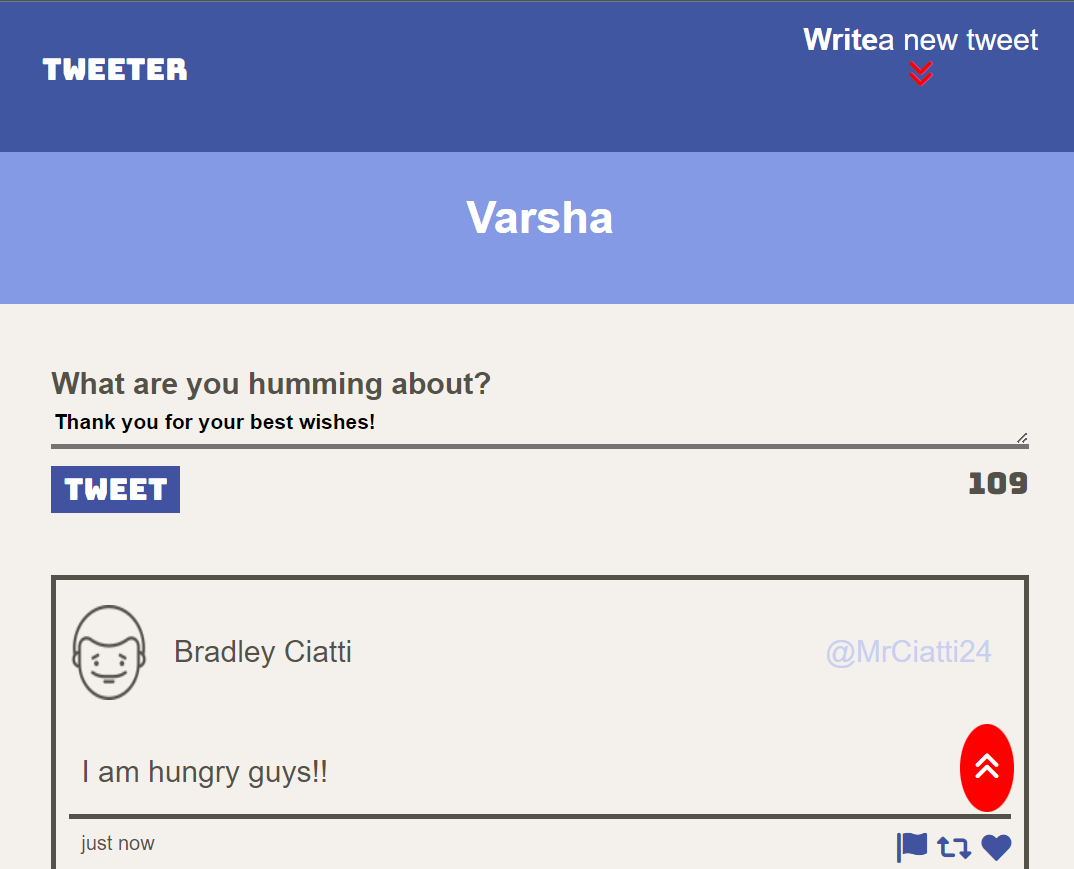 TWEETER
Writea new tweet
Varsha
What are you humming about?
Thank you for your best wishes!
TWEET
109
Bradley Ciatti
@MrCiatti24
I am hungry guys!!
just now